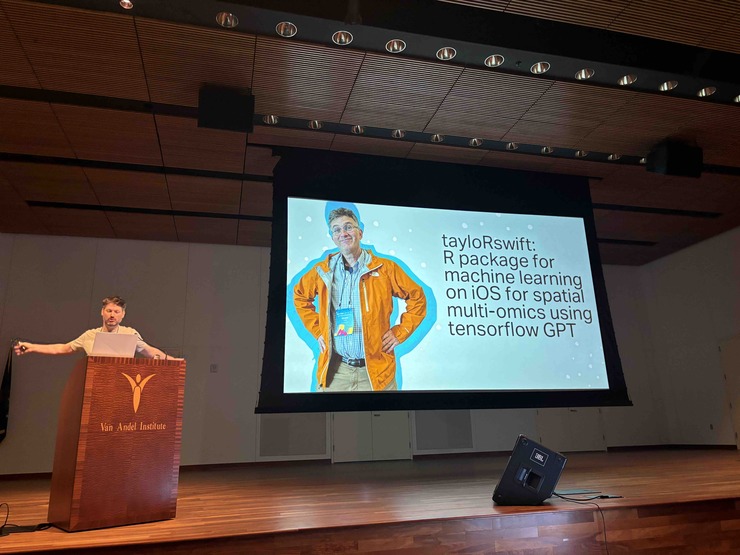 tayloRswift:
R package for
machine learning
on iOS for spatial
multi-omics using
tensorflow GPT
Van Andel Institute
JBL